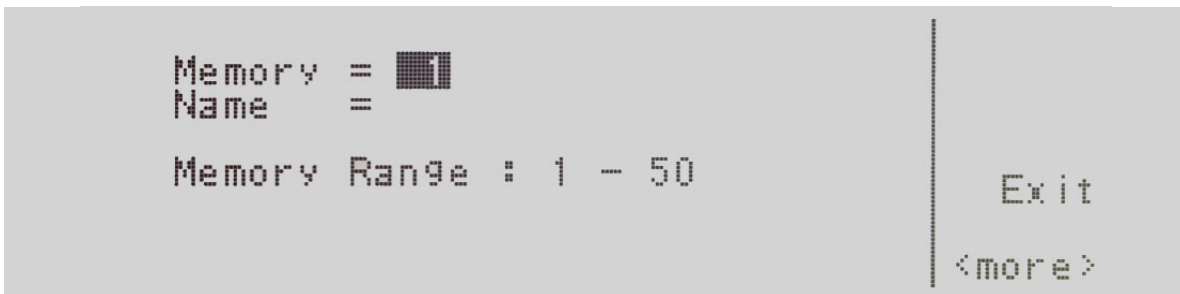 Memory = 1
Name =
Memory Range : 1 - 50
Exit
<more>